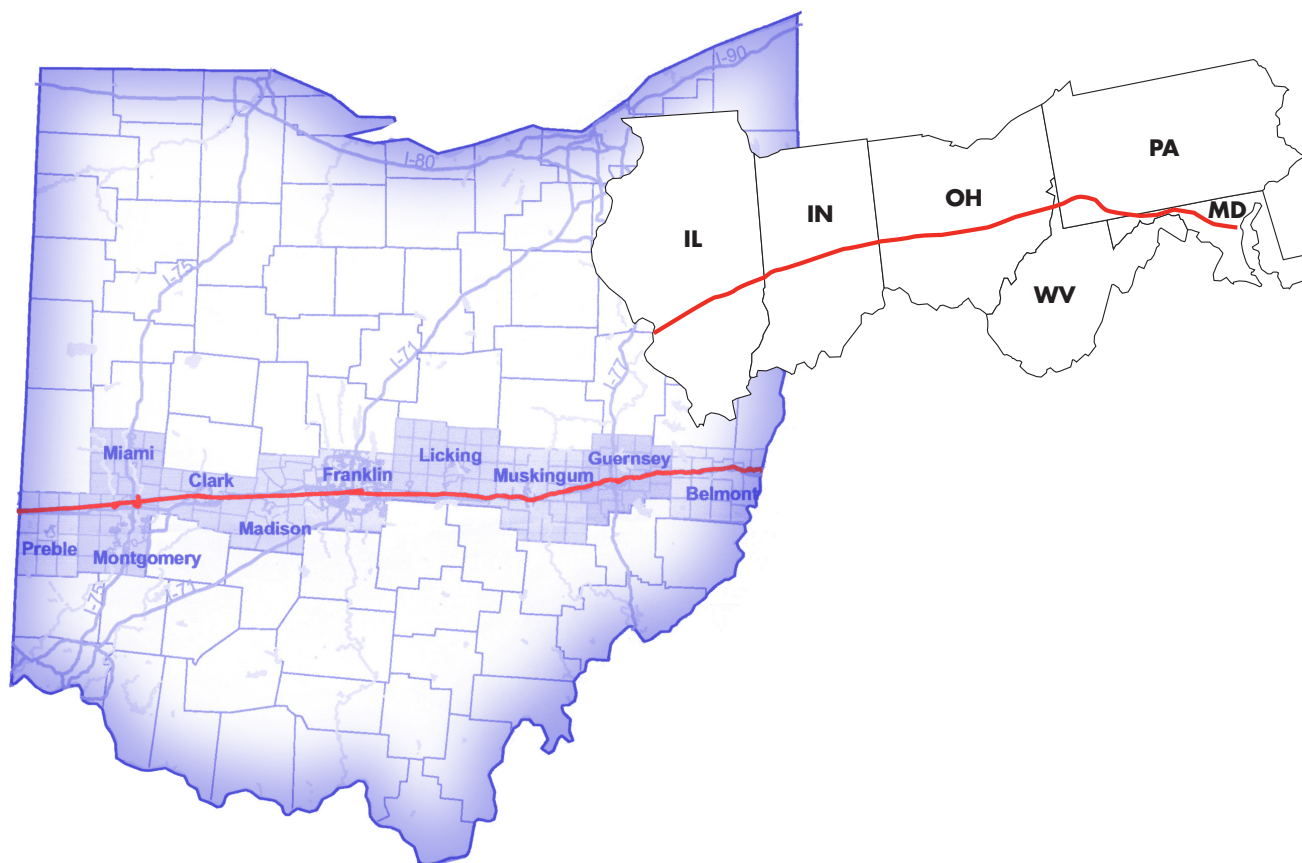 I-90
I-80
PA
MD
OH
IN
IL
WV
I-75
I-71
I-77
Miami
Clark
Franklin
Licking
Muskingum
Guernsey
Belmont
Madison
Preble
Montgomery
I-75
I-71